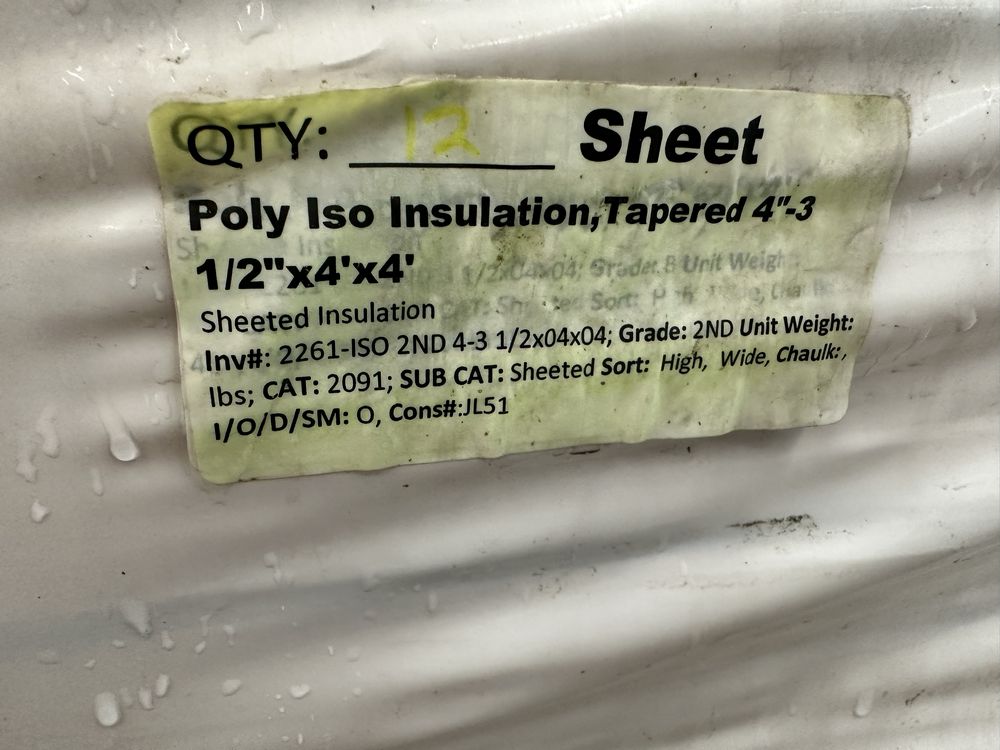 QTY: 12 Sheet
Poly Iso Insulation,Tapered 4"-3
1/2"x4'x4'
Sheeted Insulation
Inv#: 2261-ISO 2ND 4-3 1/2x04x04; Grade: 2ND Unit Weight:
lbs; CAT: 2091; SUB CAT: Sheeted Sort: High, Wide, Chaulk:,
I/O/D/SM: O, Cons#:JL51